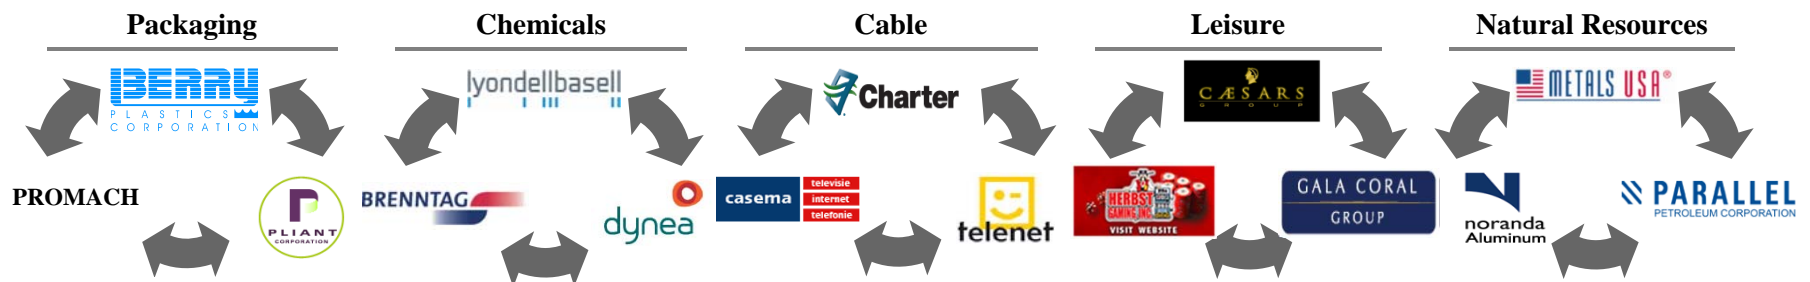 Packaging
Chemicals
Cable
Leisure
Natural Resources
BERRY
PLASTICS
CORPORATION
PROMACH
PLIANT
CORPORATION
lyondellbasell
BRENNTAG
dynea
Charter
casema
televisie
internet
telefonie
telenet
CÆSARS
GROUP
HERBST
GAMING INC.
VISIT WEBSITE
GALA CORAL
GROUP
METALS USA®
noranda
Aluminum
PARALLEL
PETROLEUM CORPORATION